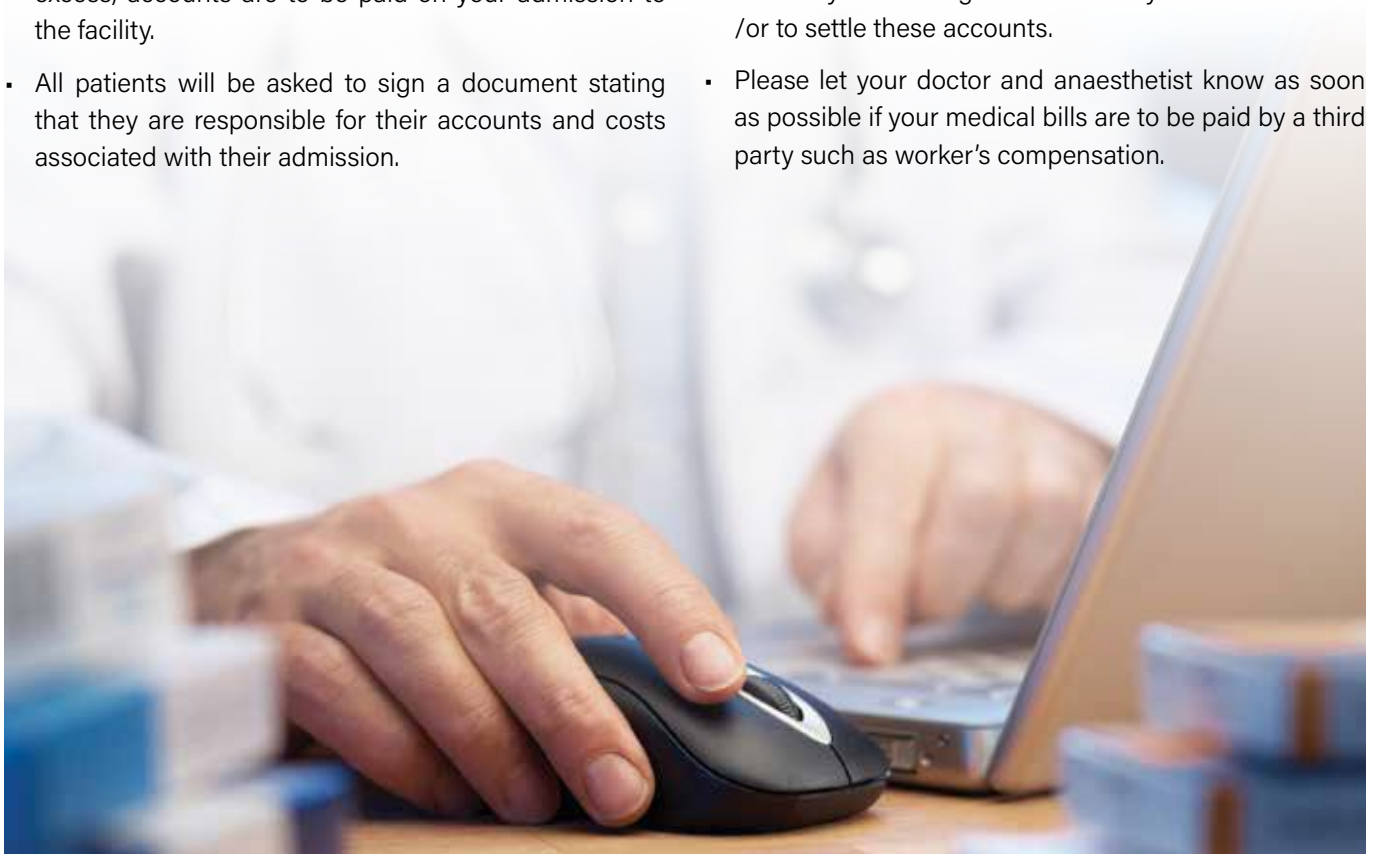 excess, accounts are to be paid on your admission to
the facility.
▪ All patients will be asked to sign a document stating
that they are responsible for their accounts and costs
associated with their admission.
/or to settle these accounts.
▪ Please let your doctor and anaesthetist know as soon
as possible if your medical bills are to be paid by a third
party such as worker's compensation.